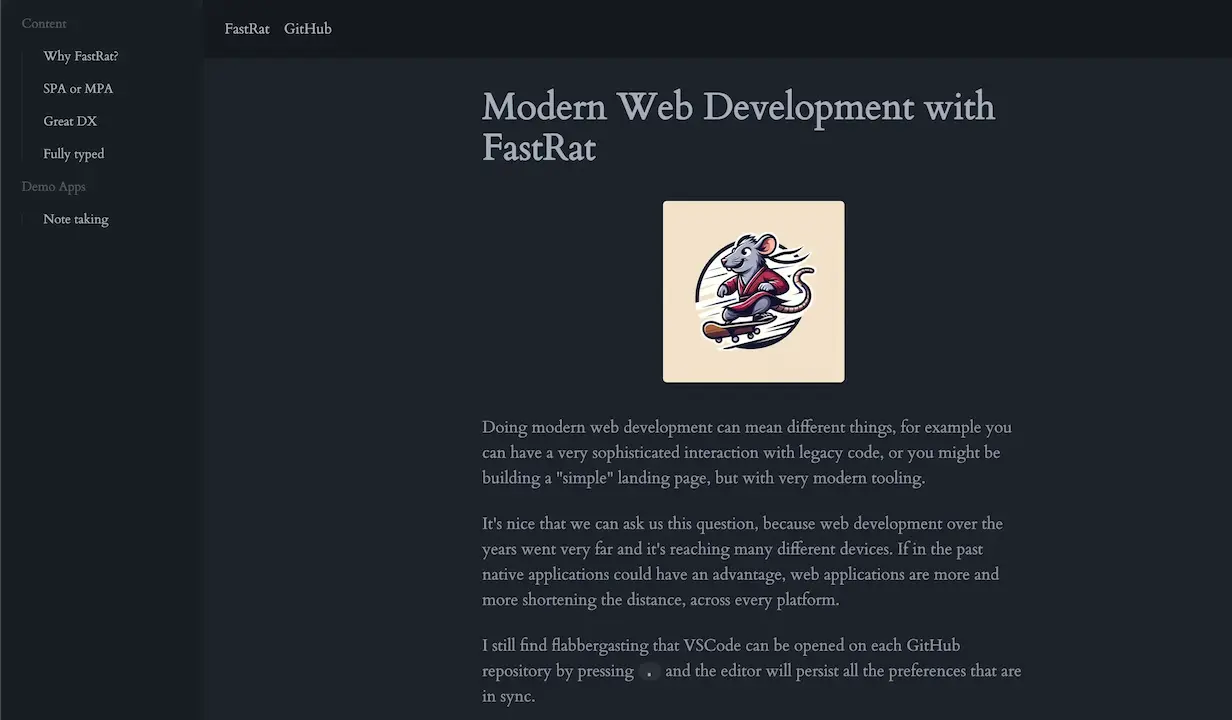 Content
Why FastRat?
SPA or MPA
Great DX
Fully typed
Demo Apps
Note taking
FastRat GitHub
Modern Web Development with
FastRat
Doing modern web development can mean different things, for example you
can have a very sophisticated interaction with legacy code, or you might be
building a "simple" landing page, but with very modern tooling.
It's nice that we can ask us this question, because web development over the
years went very far and it's reaching many different devices. If in the past
native applications could have an advantage, web applications are more and
more shortening the distance, across every platform.
I still find flabbergasting that VSCode can be opened on each GitHub
repository by pressing . and the editor will persist all the preferences that are
in sync.